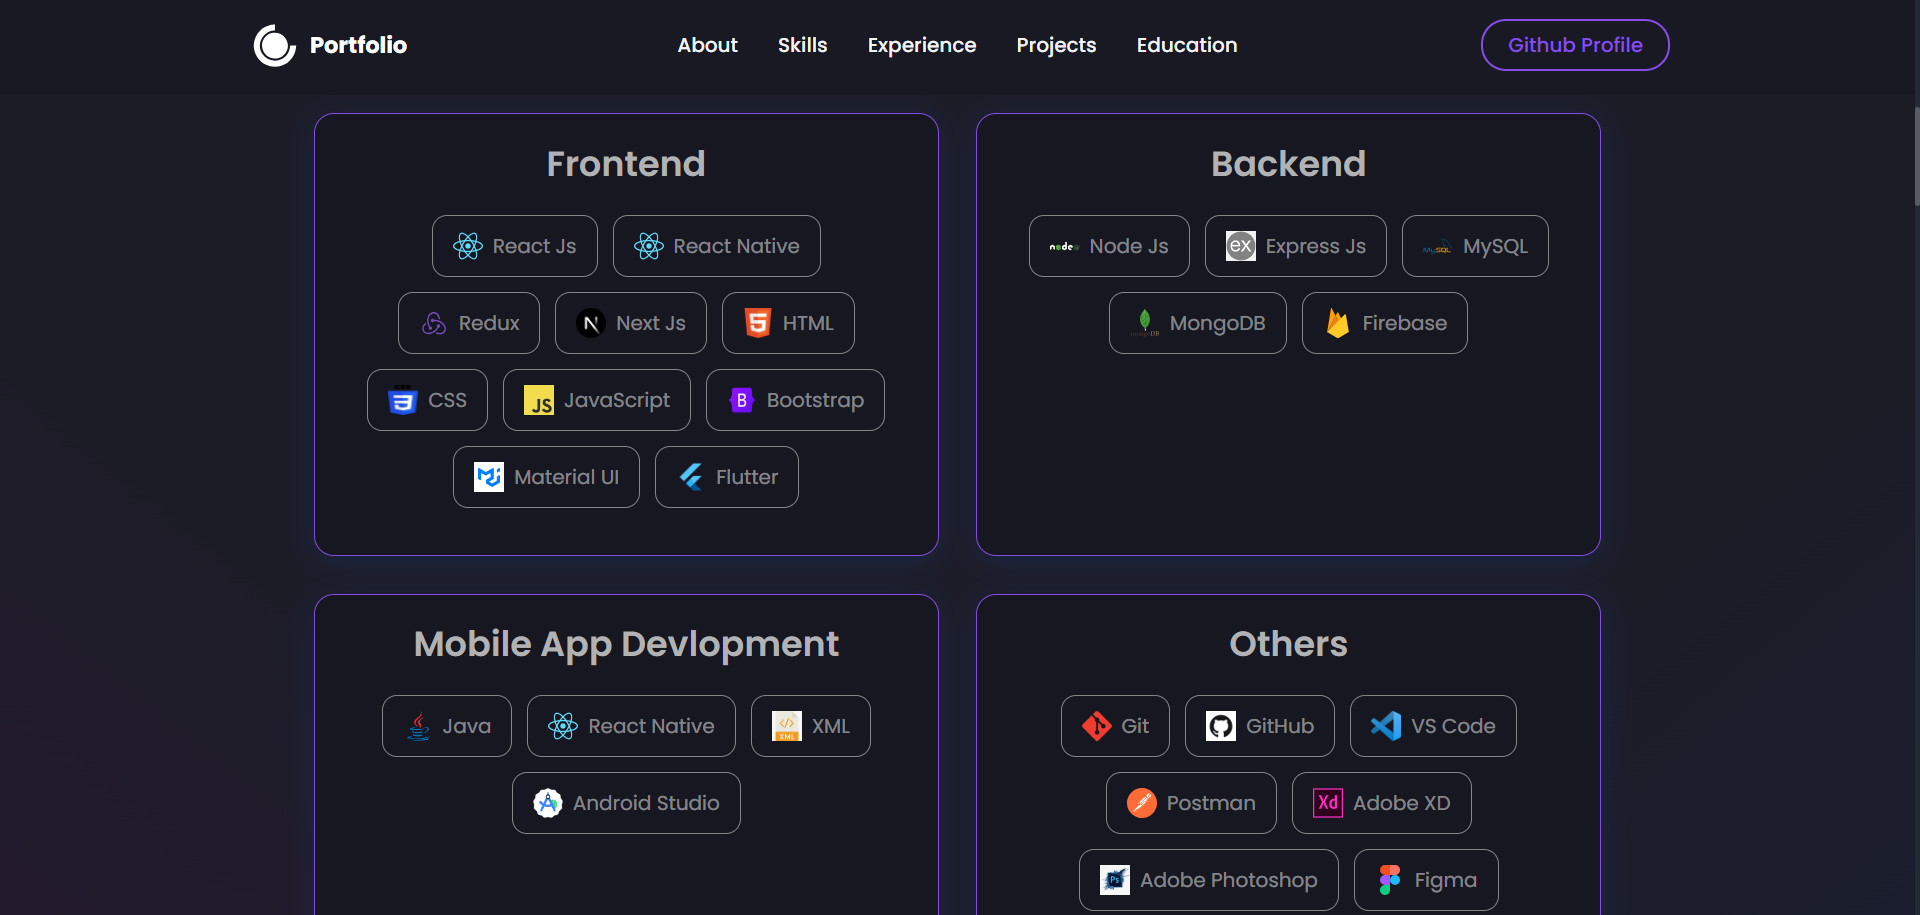 Portfolio
About Skills Experience Projects Education
Github Profile
Frontend
React Js React Native
Redux Next Js HTML
CSS JavaScript Bootstrap
Material UI Flutter
Backend
Node Js Express Js MySQL
MongoDB Firebase
Mobile App Devlopment
Java React Native XML
Android Studio
Others
Git GitHub VS Code
Postman Adobe XD
Adobe Photoshop Figma